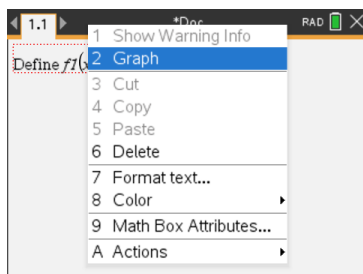 1.1 *Doc RAD
1 Show Warning Info
Define f1(x 2 Graph
3 Cut
4 Copy
5 Paste
6 Delete
7 Format text...
8 Color
9 Math Box Attributes...
A Actions